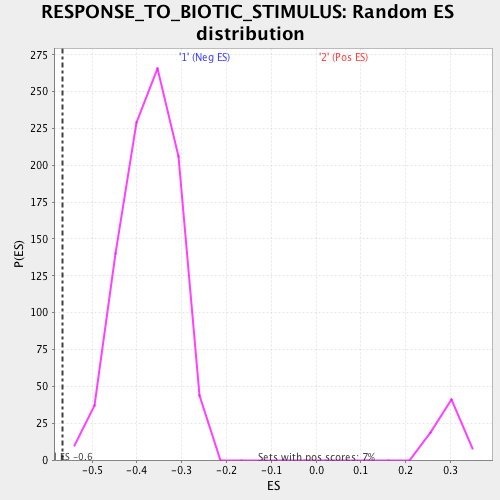 RESPONSE_TO_BIOTIC_STIMULUS: Random ES
distribution
'1' (Neg ES) '2' (Pos ES)
275
250
225
200
175
150
125
100
75
50
25
0
P(ES)
ES -0.6
Sets with pos scores: 7%
-0.5 -0.4 -0.3 -0.2 -0.1 0.0 0.1 0.2 0.3
ES